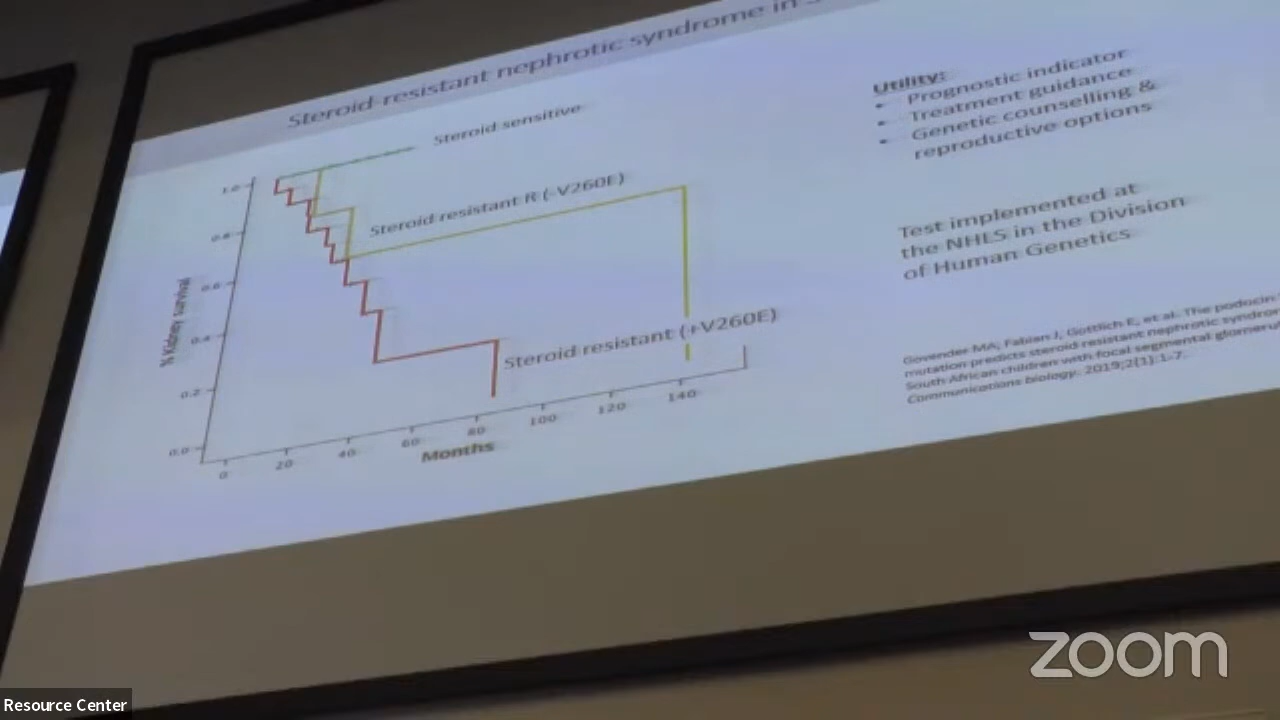 Steroid-resistant nephrotic syndrome in
Steroid sensitive
Steroid resistant R (-V260E)
Steroid resistant (+V260E)
% Kidney survival
1.0
0.8
0.6
0.4
0.2
0.0
0 20 40 60 80 100 120 140
Months
Utility:
• Prognostic indicator
• Treatment guidance
• Genetic counselling &
reproductive options
Test implemented at
the NHLS in the Division
of Human Genetics
Govender MA, Fabian J, Gottlich E, et al. The podocin
mutation predicts steroid resistant nephrotic syndrome
South African children with focal segmental
Communications biology. 2019;2(1):1-7.
zoom
Resource Center